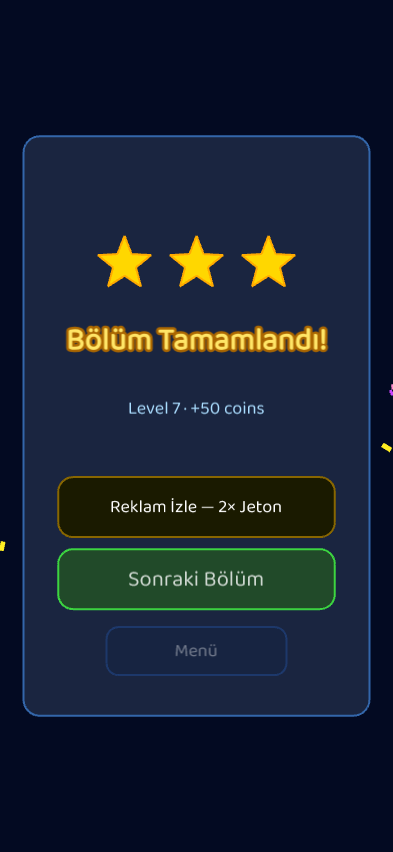 Bölüm Tamamlandı!
Level 7 · +50 coins
Reklam İzle — 2× Jeton
Sonraki Bölüm
Menü